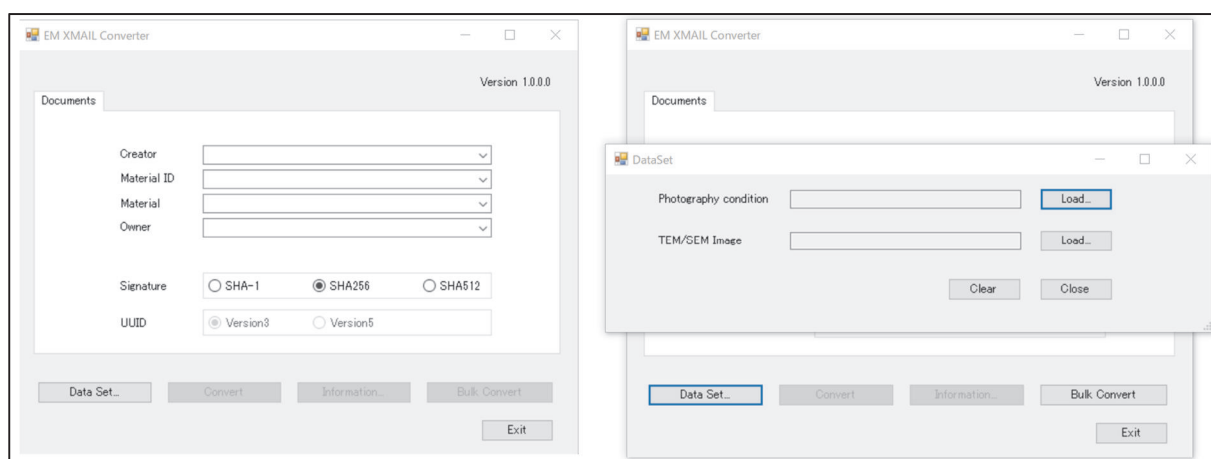 EM XMAIL Converter
Version 1.0.0.0
Documents
Creator
Material ID
Material
Owner
Signature SHA-1 SHA256 SHA512
UUID Version3 Version5
Data Set... Convert Information... Bulk Convert
Exit
EM XMAIL Converter
Version 1.0.0.0
Documents
DataSet
Photography condition Load...
TEM/SEM Image Load...
Clear Close
Data Set... Convert Information... Bulk Convert
Exit